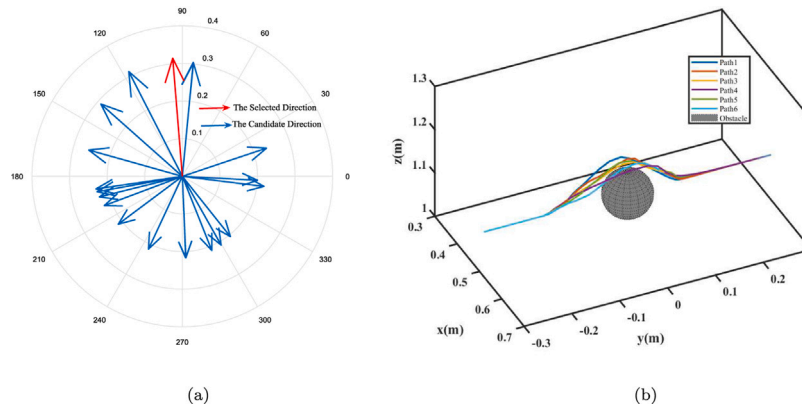 90
0.4
120
60
0.3
150
30
0.2
The Selected Direction
The Candidate Direction
0.1
180
0
210
330
240
300
270
(a)
1.3
1.2
1.1
1
z(m)
Path1
Path2
Path3
Path4
Path5
Path6
Obstacle
0.3
0.4
0.5
0.6
0.7
x(m)
-0.3
-0.2
-0.1
0
0.1
0.2
y(m)
(b)